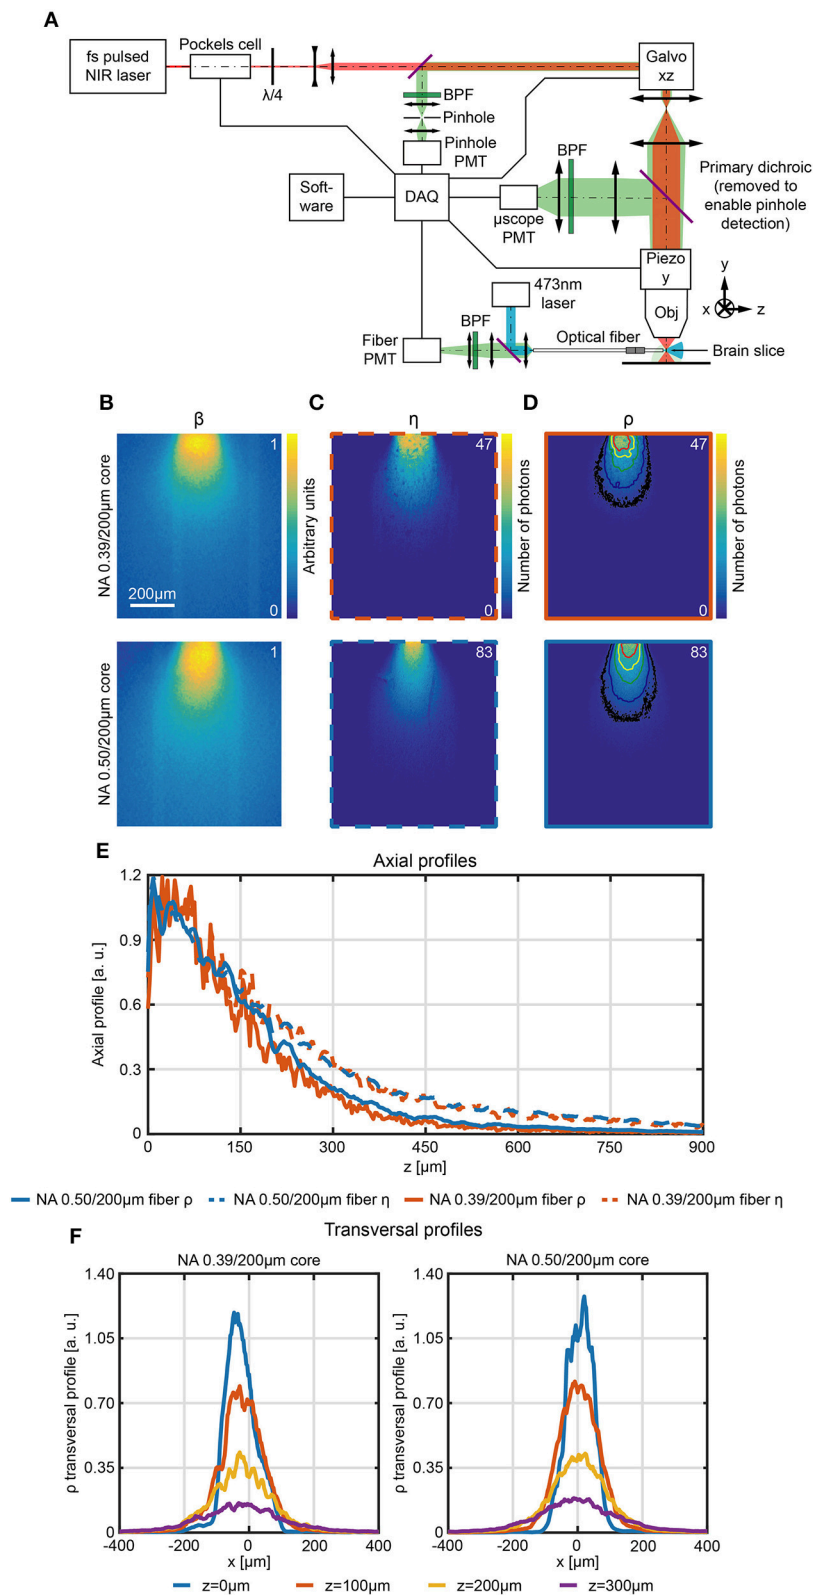 A
fs pulsed
NIR laser
Pockels cell
λ/4
Galvo
xz
BPF
Pinhole
Pinhole
PMT
BPF
Primary dichroic
(removed to
enable pinhole
detection)
Soft-
ware
DAQ
μscope
PMT
Piezo
y
y
x
z
473nm
laser
Obj
BPF
Optical fiber
Fiber
PMT
Brain slice
B
C
D
β
η
ρ
NA 0.39/200μm core
1
200μm
0
Arbitrary units
47
0
Number of photons
47
0
Number of photons
NA 0.50/200μm core
1
83
83
E
Axial profiles
Axial profile [a. u.]
1.2
0.9
0.6
0.3
0
0 150 300 450 600 750 900
z [μm]
NA 0.50/200μm fiber ρ
NA 0.50/200μm fiber η
NA 0.39/200μm fiber ρ
NA 0.39/200μm fiber η
F
Transversal profiles
NA 0.39/200μm core
NA 0.50/200μm core
ρ transversal profile [a. u.]
1.40
1.05
0.70
0.35
0
-400 -200 0 200 400
x [μm]
ρ transversal profile [a. u.]
1.40
1.05
0.70
0.35
0
-400 -200 0 200 400
x [μm]
z=0μm
z=100μm
z=200μm
z=300μm